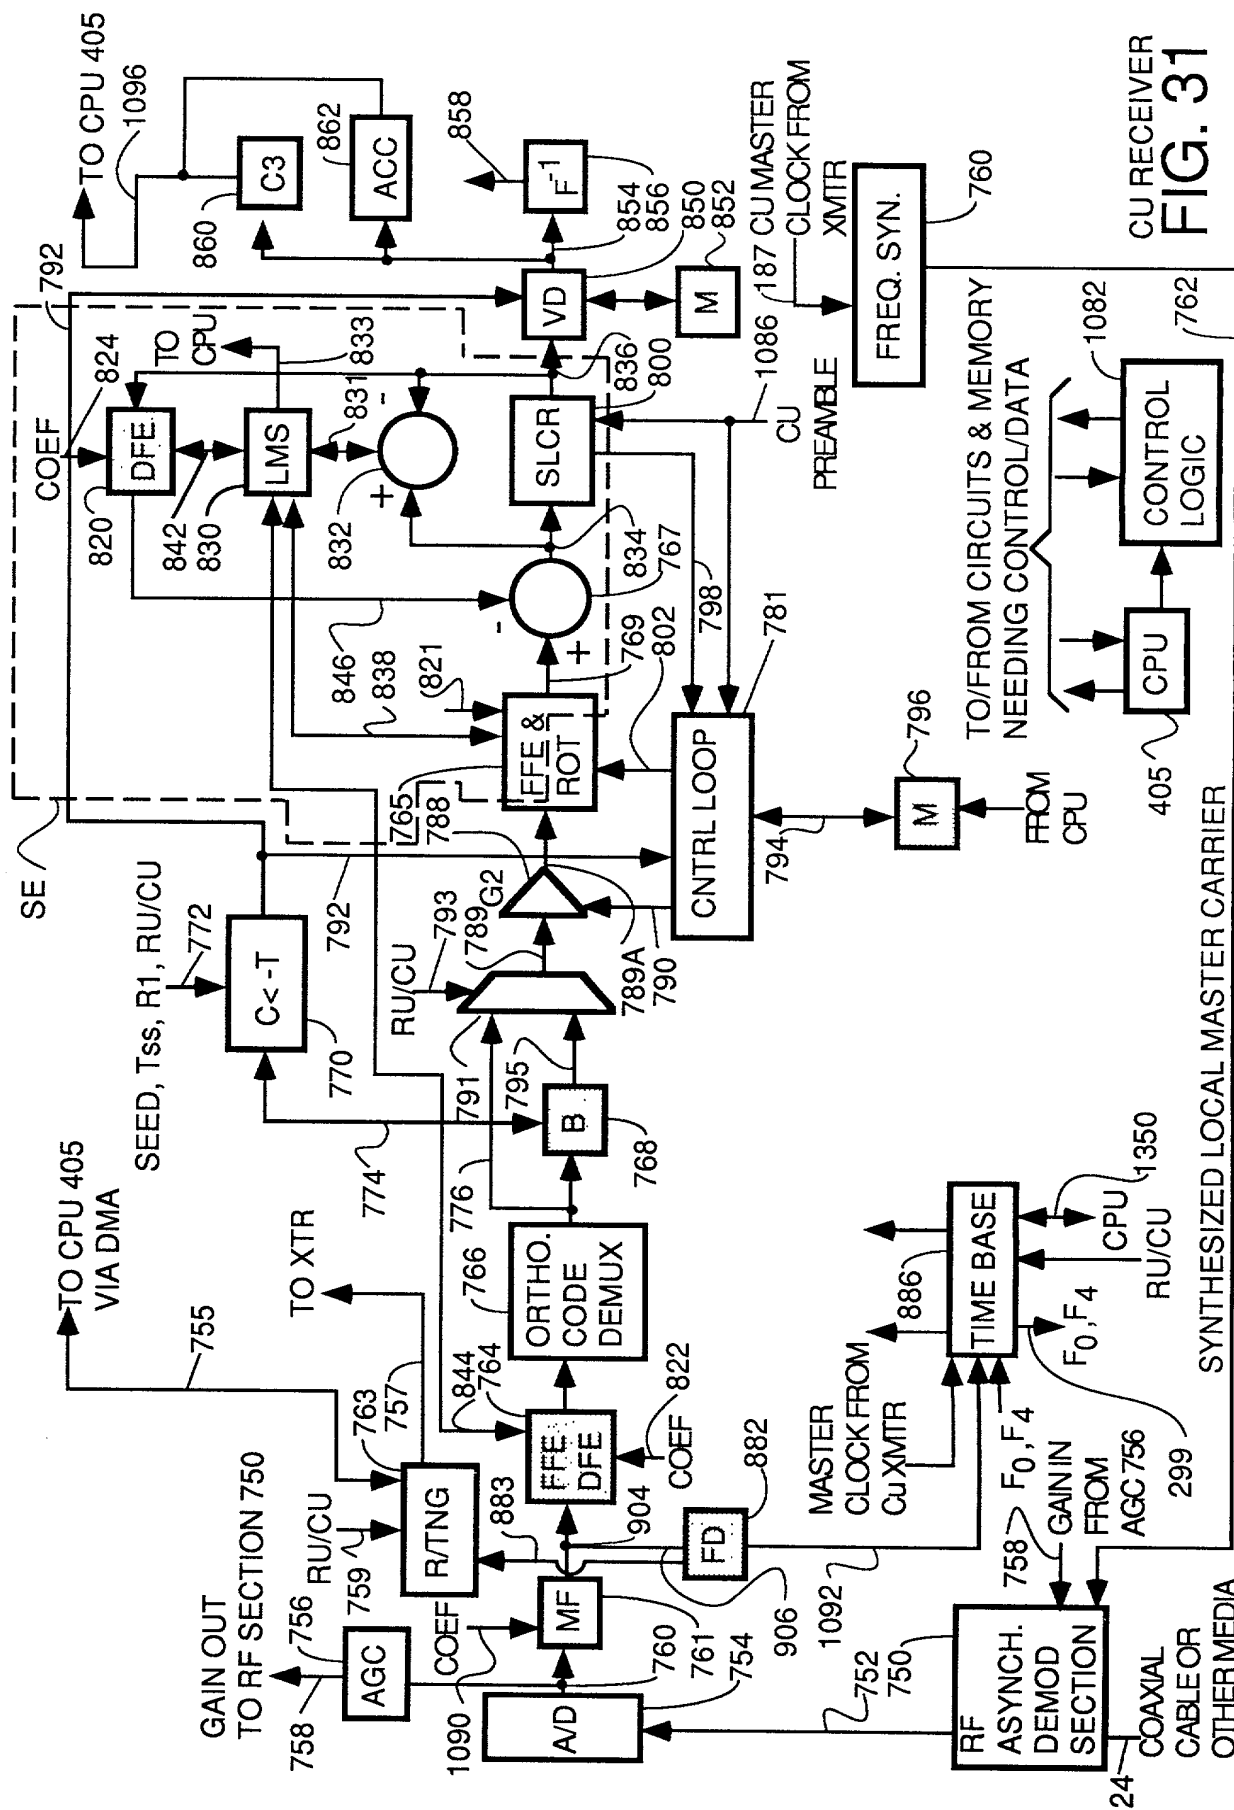 GAIN OUT
TO RF SECTION 750
758
756
AGC
RU/CU
759
TO CPU 405
VIA DMA
755
763
757
TO XTR
R/TNG
COEF
1090
883
844
764
A/D
MF
760
761
754
904
906
FFE
DFE
COEF
822
FD
882
1092
752
750
RF
ASYNCH.
DEMOD
SECTION
24
COAXIAL
CABLE OR
OTHER MEDIA
758
GAIN IN
FROM
AGC 756
F0, F4
299
F0, F4
MASTER
CLOCK FROM
Cu XMTR
886
TIME BASE
1350
CPU
RU/CU
SYNTHESIZED LOCAL MASTER CARRIER
ORTHO.
CODE
DEMUX
766
776
774
B
768
795
791
SEED, Tss, R1, RU/CU
772
C<-T
770
792
SE
RU/CU
793
789
G2
788
789A
790
765
FFE &
ROT
821
838
846
802
769
+
-
767
834
798
CNTRL LOOP
781
794
M
796
FROM
CPU
COEF
824
820
DFE
842
830
LMS
831
833
TO
CPU
832
+
-
SLCR
800
836
1086
CU
PREAMBLE
792
VD
850
M
852
854
856
F-1
858
860
C3
862
ACC
TO CPU 405
1096
187
CU MASTER
CLOCK FROM
XMTR
FREQ. SYN.
760
762
TO/FROM CIRCUITS & MEMORY
NEEDING CONTROL/DATA
CPU
405
CONTROL
LOGIC
1082
CU RECEIVER
FIG. 31